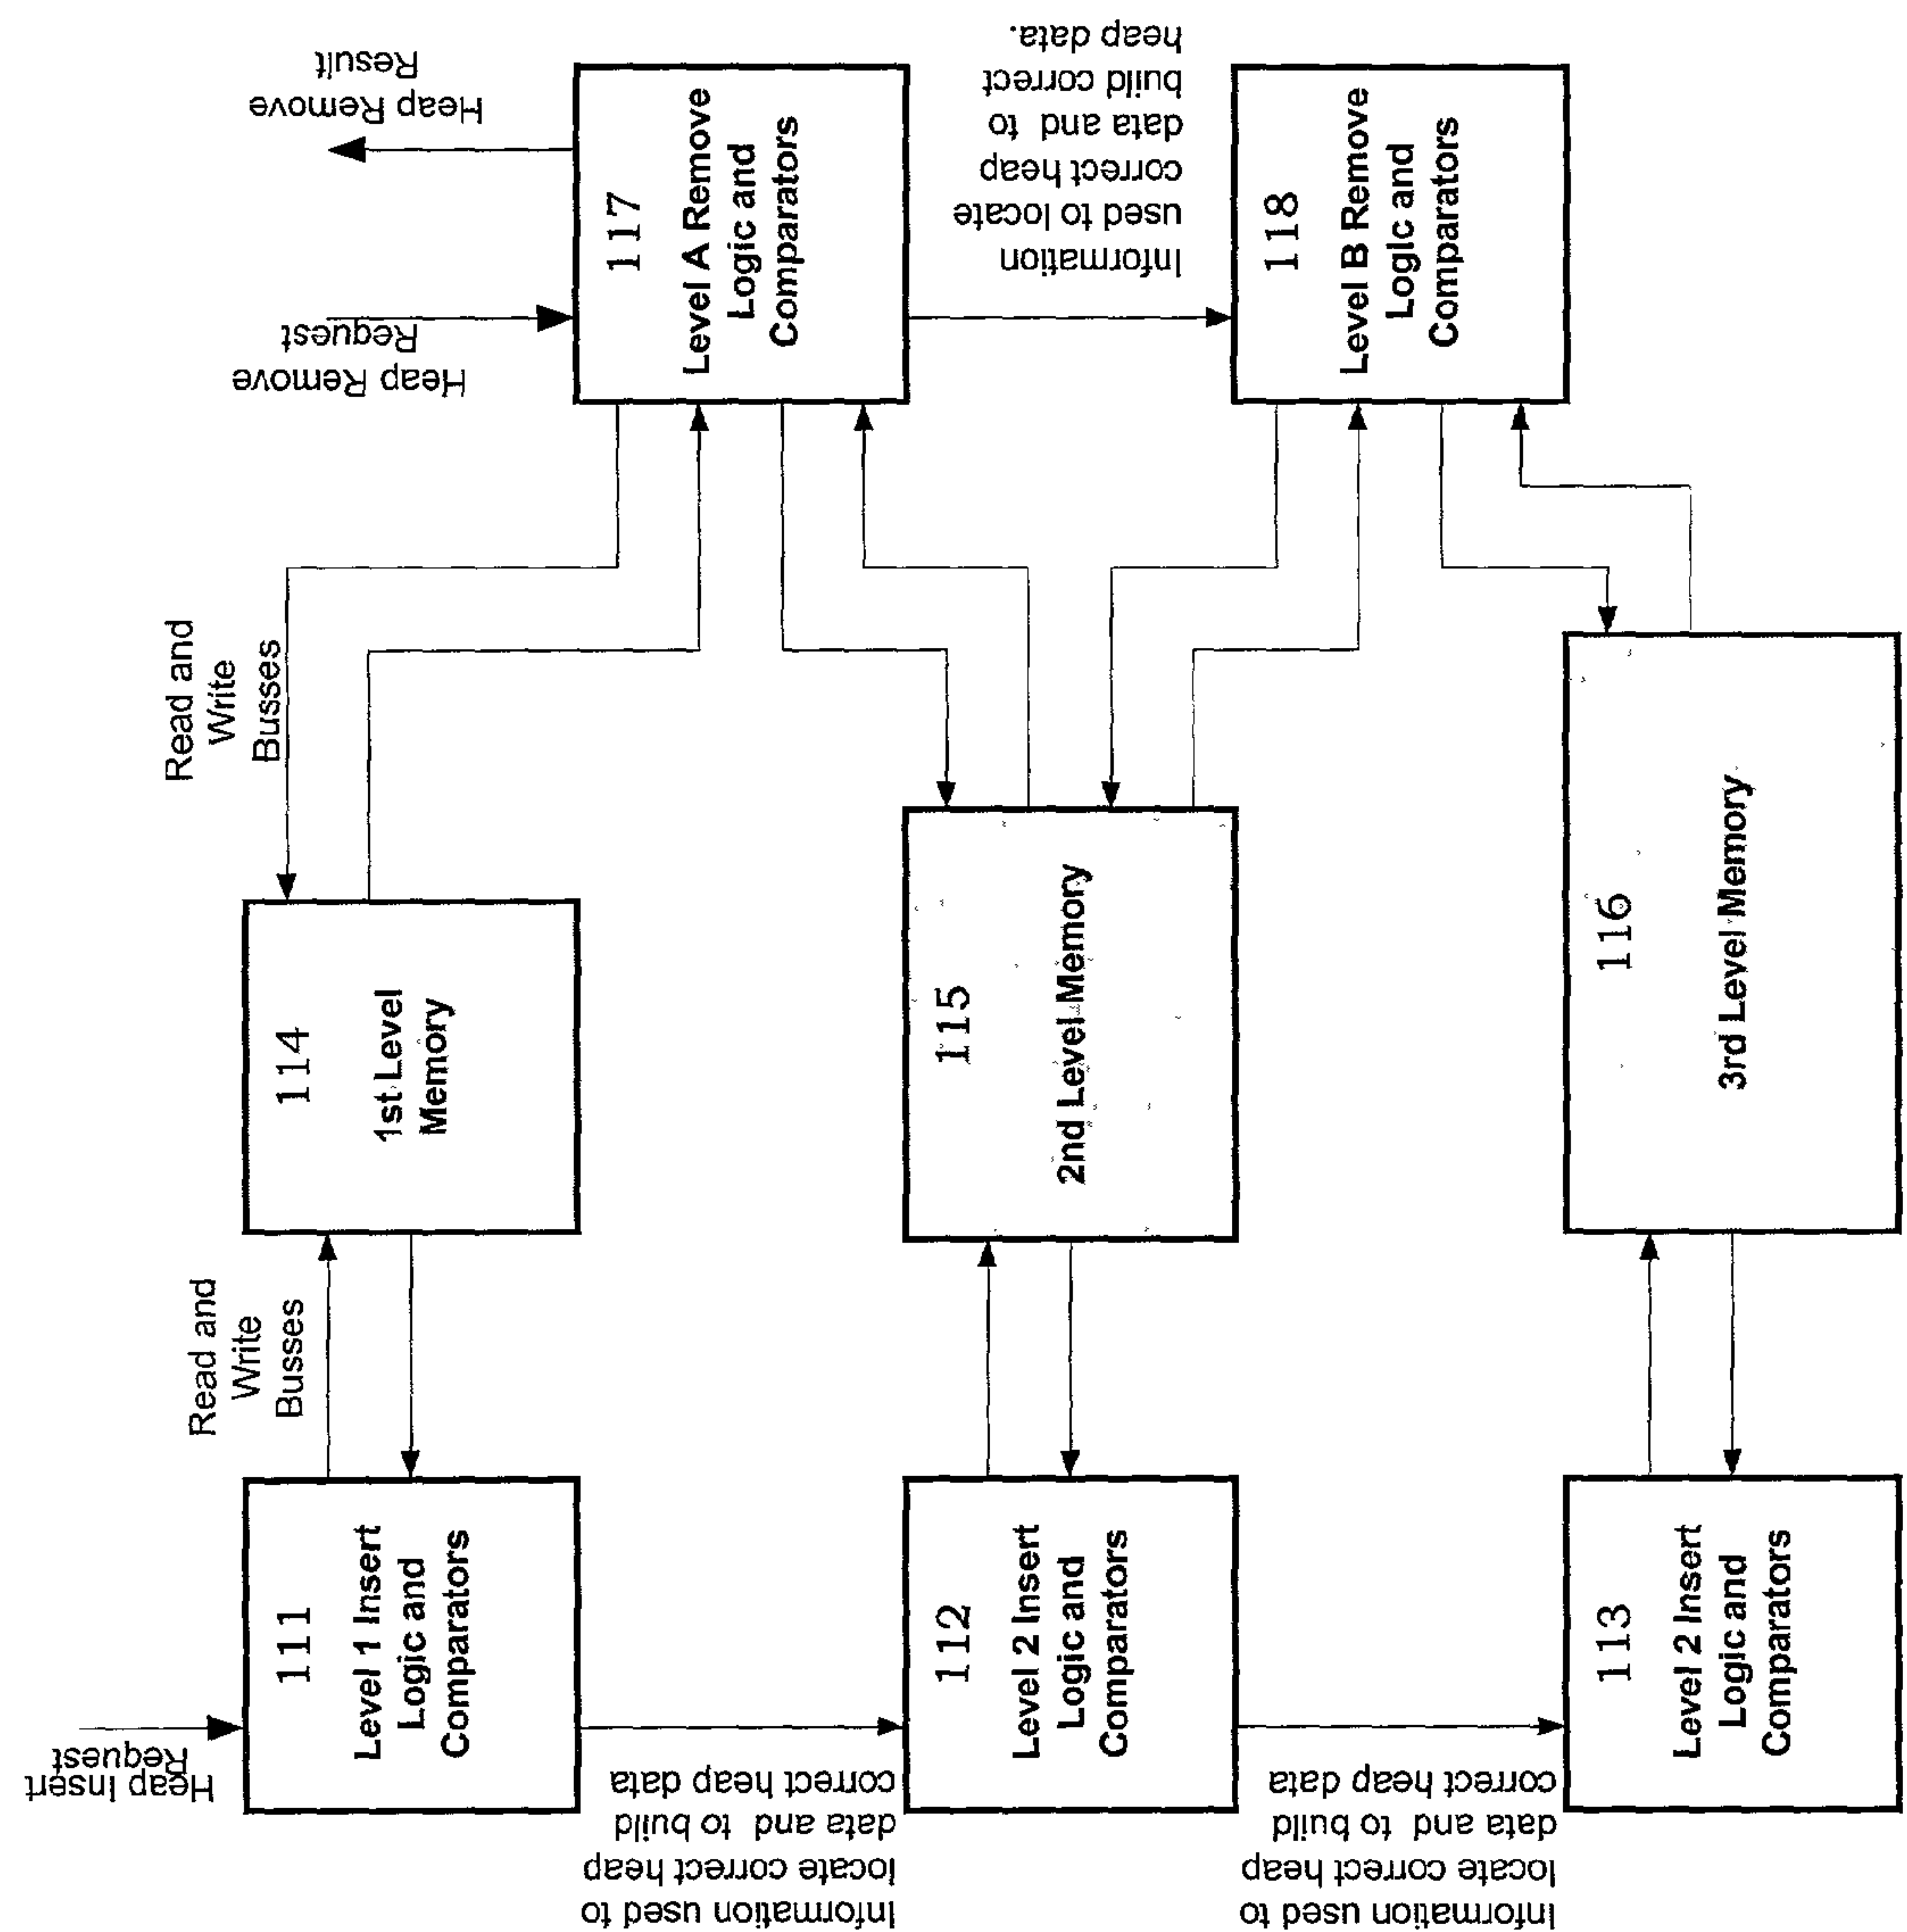 Heap Insert
Request
111
Level 1 Insert
Logic and
Comparators
Read and
Write
Busses
114
1st Level
Memory
Read and
Write
Busses
Heap Remove
Request
Heap Remove
Result
117
Level A Remove
Logic and
Comparators
Information used to
locate correct heap
data and to build
correct heap data
112
Level 2 Insert
Logic and
Comparators
115
2nd Level Memory
Information
used to locate
correct heap
data and to
build correct
heap data.
118
Level B Remove
Logic and
Comparators
Information used to
locate correct heap
data and to build
correct heap data
113
Level 2 Insert
Logic and
Comparators
116
3rd Level Memory